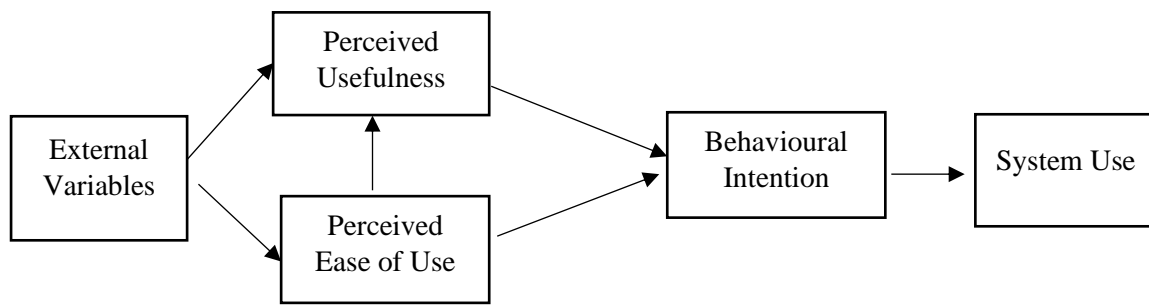 Perceived
Usefulness
External
Variables
Behavioural
Intention
System Use
Perceived
Ease of Use